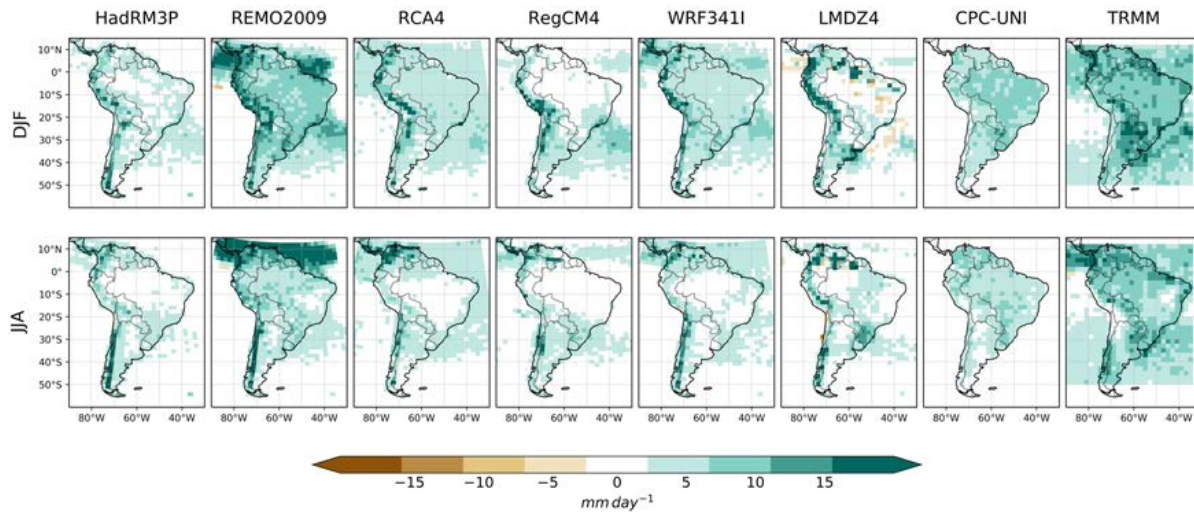 HadRM3P REMO2009 RCA4 RegCM4 WRF341I LMDZ4 CPC-UNI TRMM
DJF
10°N
0°
10°S
20°S
30°S
40°S
50°S
JJA
10°N
0°
10°S
20°S
30°S
40°S
50°S
80°W 60°W 40°W 80°W 60°W 40°W 80°W 60°W 40°W 80°W 60°W 40°W 80°W 60°W 40°W 80°W 60°W 40°W 80°W 60°W 40°W 80°W 60°W 40°W
−15 −10 −5 0 5 10 15
mm day⁻¹